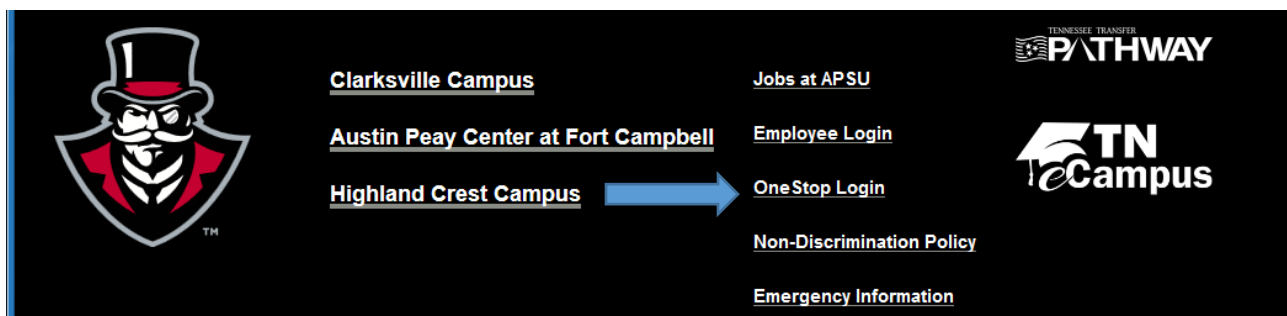 Clarksville Campus
Austin Peay Center at Fort Campbell
Highland Crest Campus
TM
Jobs at APSU
Employee Login
OneStop Login
Non-Discrimination Policy
Emergency Information
TENNESSEE TRANSFER
PATHWAY
TN
eCampus